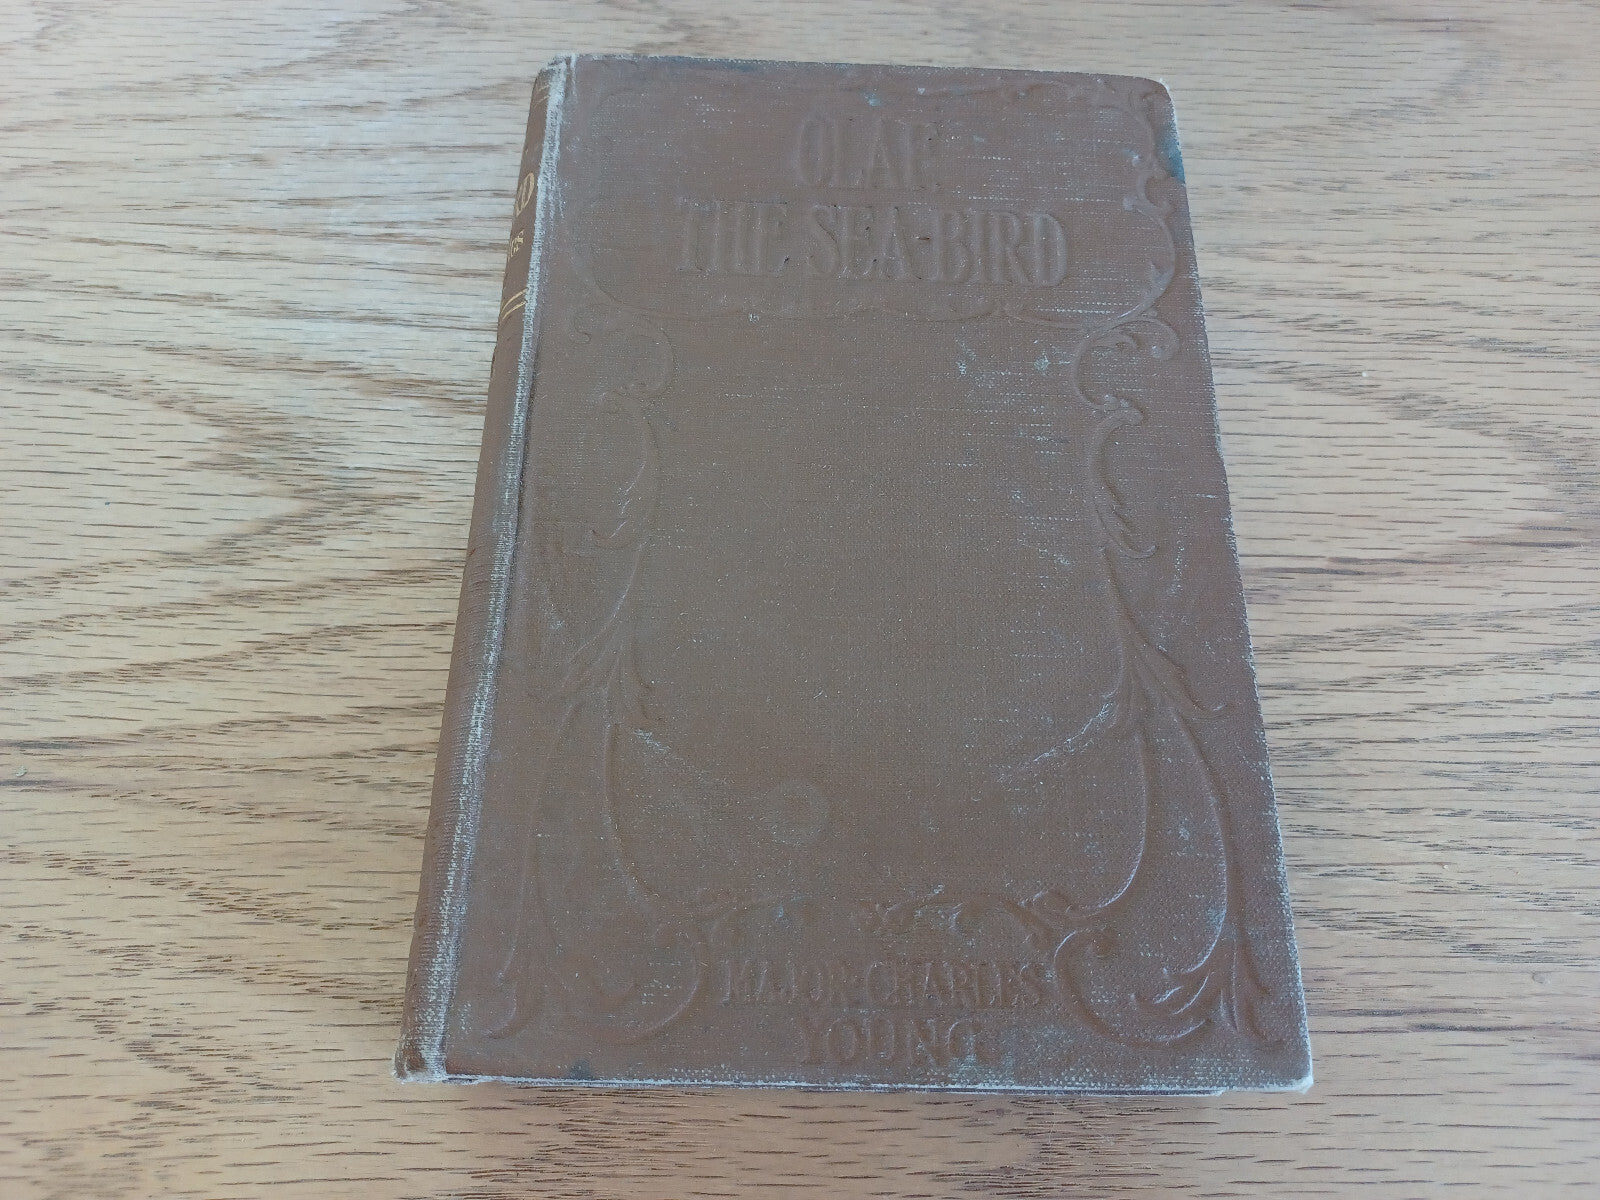 OLAF,
THE SEA-BIRD
MAJOR CHARLES
YOUNG